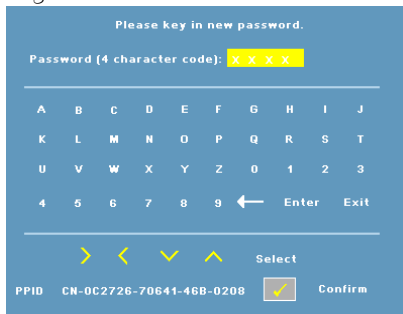 Please key in new password.
Password (4 character code): X X X X
A B C D E F G H I J
K L M N O P Q R S T
U V W X Y Z 0 1 2 3
4 5 6 7 8 9 ← Enter Exit
> < ∨ ∧ Select
PPID CN-0C2726-70641-46B-0208 ✓ Confirm